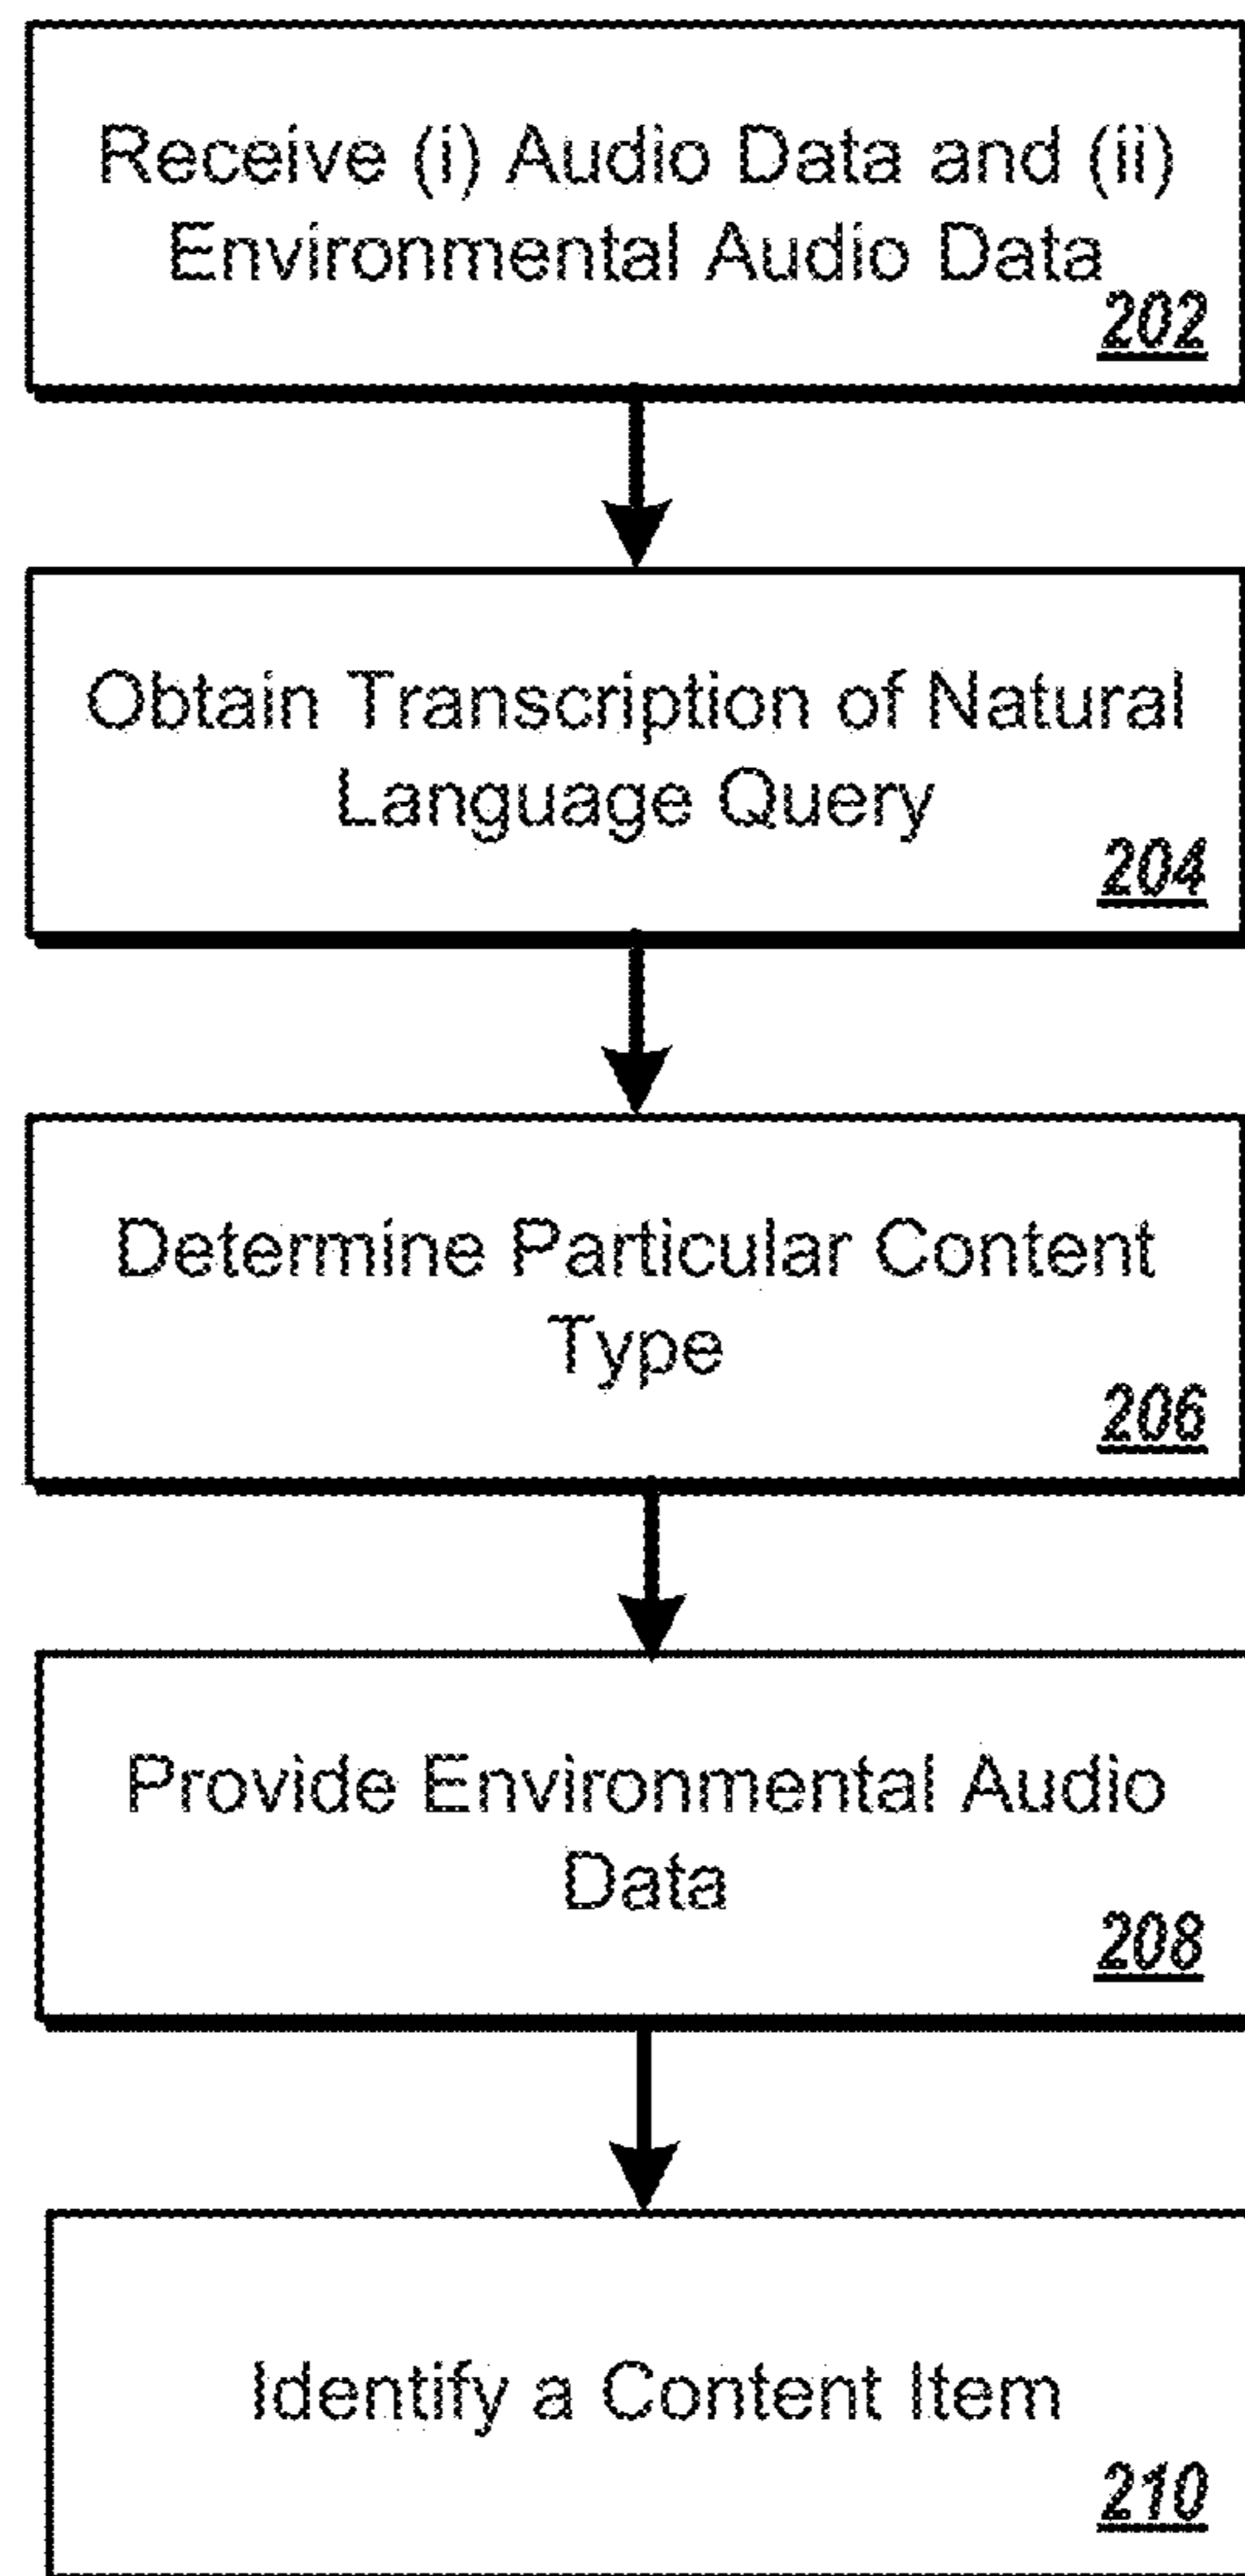 Receive (i) Audio Data and (ii)
Environmental Audio Data
202
Obtain Transcription of Natural
Language Query
204
Determine Particular Content
Type
206
Provide Environmental Audio
Data
208
Identify a Content Item
210